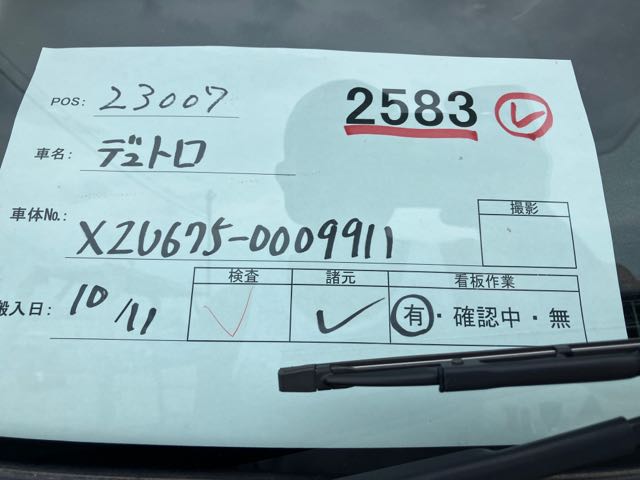 POS: 23007
2583
車名: デュトロ
車体No.: XZU675-0009911
撮影
検査 諸元 看板作業
搬入日: 10/11
有・確認中・無